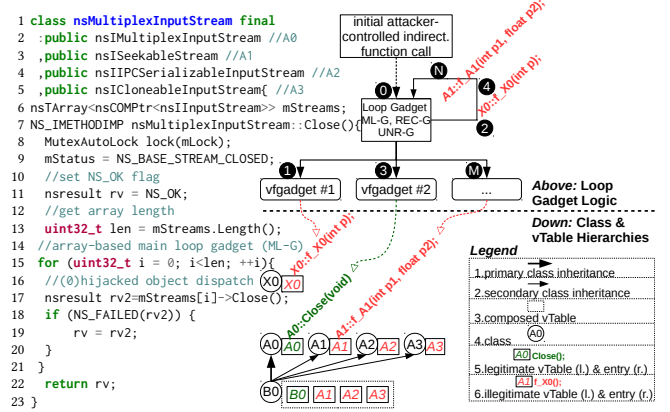 1 class nsMultiplexInputStream final
2 :public nsIMultiplexInputStream //A0
3 ,public nsISeekableStream //A1
4 ,public nsIIPCSerializableInputStream //A2
5 ,public nsICloneableInputStream{ //A3
6 nsTArray<nsCOMPtr<nsIInputStream>> mStreams;
7 NS_IMETHODIMP nsMultiplexInputStream::Close(){
8 MutexAutoLock lock(mLock);
9 mStatus = NS_BASE_STREAM_CLOSED;
10 //set NS_OK flag
11 nsresult rv = NS_OK;
12 //get array length
13 uint32_t len = mStreams.Length();
14 //array-based main loop gadget (ML-G)
15 for (uint32_t i = 0; i<len; ++i){
16 //(0)hijacked object dispatch
17 nsresult rv2=mStreams[i]->Close();
18 if (NS_FAILED(rv2)) {
19 rv = rv2;
20 }
21 }
22 return rv;
23 }
initial attacker-
controlled indirect.
function call
A1::f_A1(int p1, float p2);
X0::f_X0(int p);
N
0
4
2
Loop Gadget
ML-G, REC-G
UNR-G
1
3
M
vfgadget #1
vfgadget #2
...
Above: Loop
Gadget Logic
Down: Class &
vTable Hierarchies
X0::f_X0(int p);
A0::Close(void)
A1::f_A1(int p1, float p2);
X0 X0
A0 A0 A1 A1 A2 A2 A3 A3
B0 B0 A1 A2 A3
Legend
1.primary class inheritance
2.secondary class inheritance
3.composed vTable
A0
4.class
A0 Close();
5.legitimate vTable (l.) & entry (r.)
A1 f_X0();
6.illegitimate vTable (l.) & entry (r.)